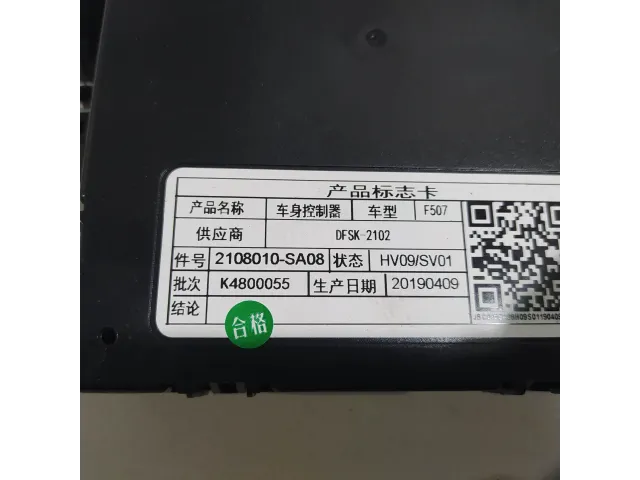 产品标志卡
产品名称 车身控制器 车型 F507
供应商 DFSK-2102
件号 2108010-SA08 状态 HV09/SV01
批次 K4800055 生产日期 20190409
结论 合格